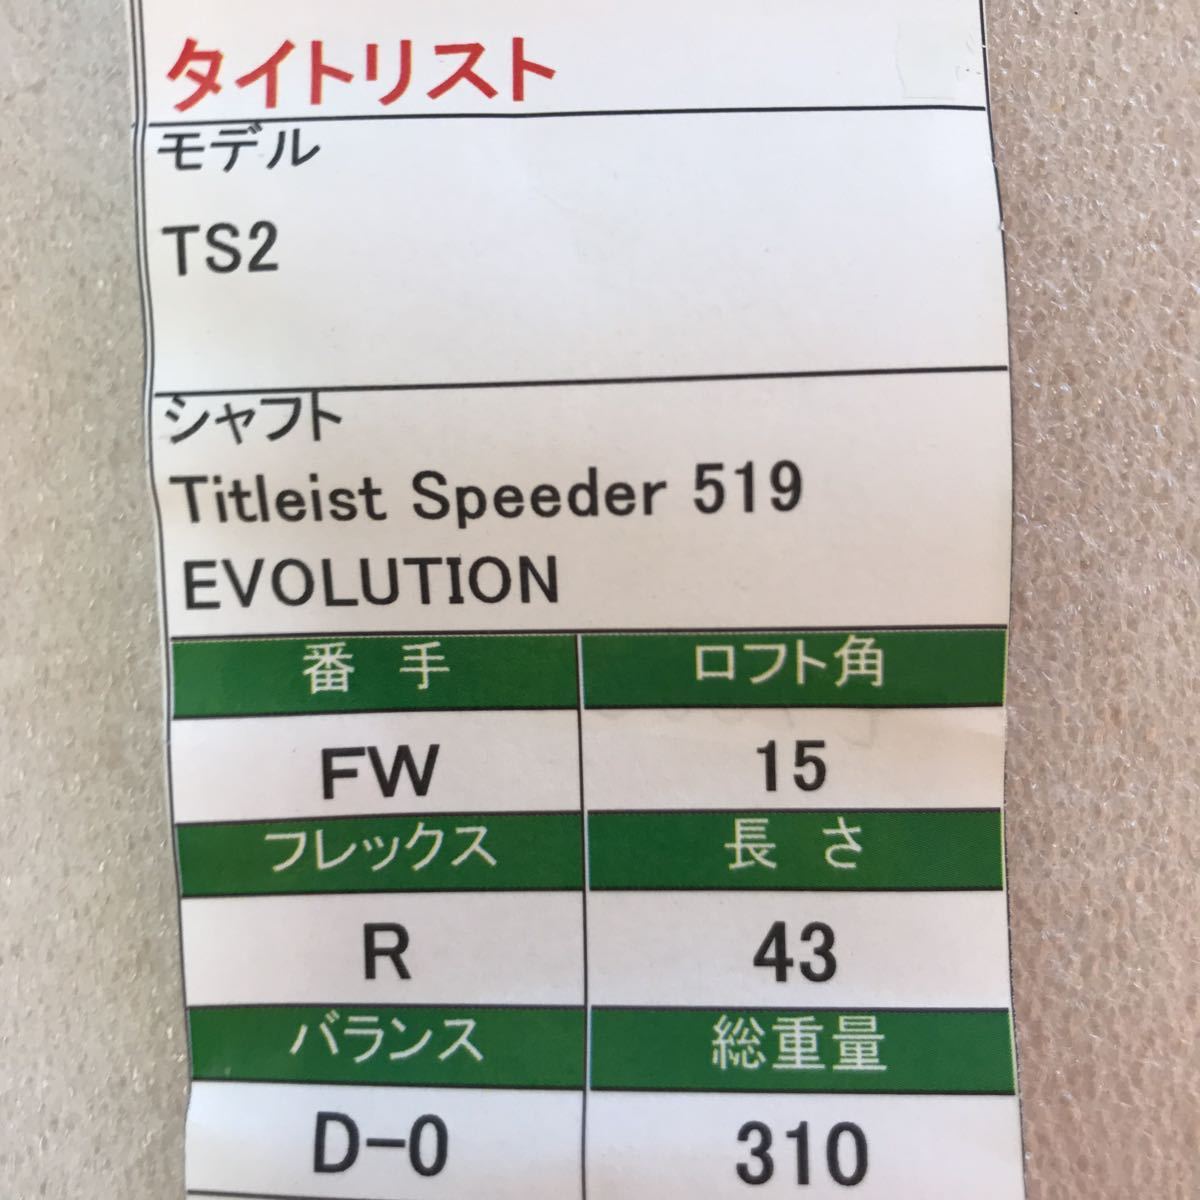 タイトリスト
モデル
TS2
シャフト
Titleist Speeder 519
EVOLUTION
番 手 ロフト角
FW 15
フレックス 長 さ
R 43
バランス 総重量
D-0 310